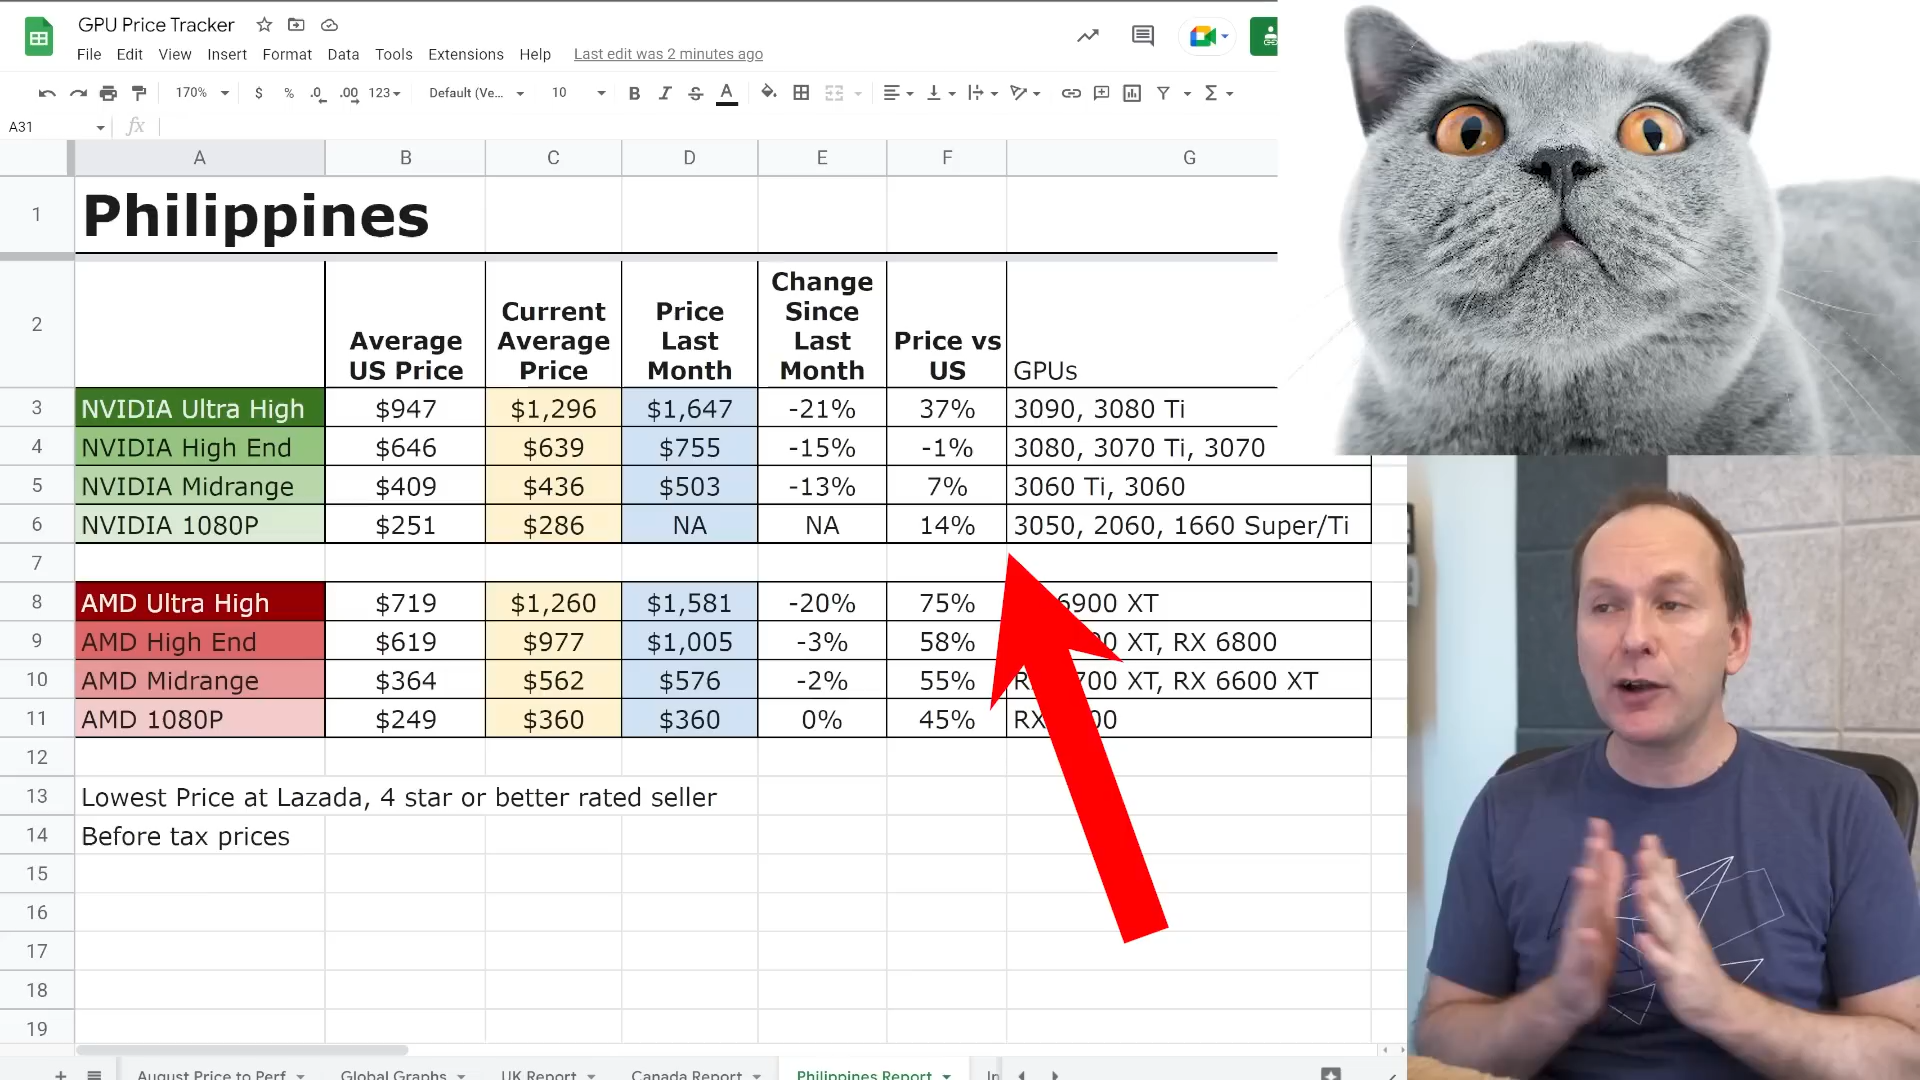 GPU Price Tracker
File Edit View Insert Format Data Tools Extensions Help Last edit was 2 minutes ago
170% $ % .0 .00 123 Default (Ve... 10 B I S A Σ
A31 fx
A B C D E F G
1 Philippines
2 Average US Price Current Average Price Price Last Month Change Since Last Month Price vs US GPUs
3 NVIDIA Ultra High $947 $1,296 $1,647 -21% 37% 3090, 3080 Ti
4 NVIDIA High End $646 $639 $755 -15% -1% 3080, 3070 Ti, 3070
5 NVIDIA Midrange $409 $436 $503 -13% 7% 3060 Ti, 3060
6 NVIDIA 1080P $251 $286 NA NA 14% 3050, 2060, 1660 Super/Ti
7
8 AMD Ultra High $719 $1,260 $1,581 -20% 75% 6900 XT
9 AMD High End $619 $977 $1,005 -3% 58% XT, RX 6800
10 AMD Midrange $364 $562 $576 -2% 55% XT, RX 6600 XT
11 AMD 1080P $249 $360 $360 0% 45% RX
12
13 Lowest Price at Lazada, 4 star or better rated seller
14 Before tax prices
15
16
17
18
19
August Price to Perf Global Graphs UK Report Canada Report Philippines Report